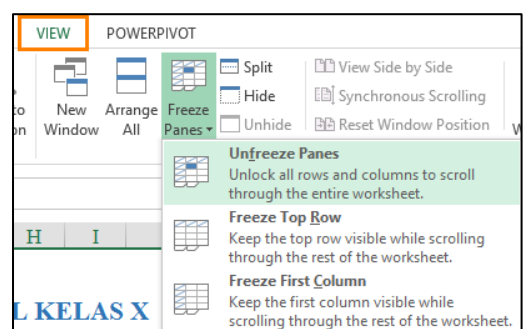 VIEW POWERPIVOT
Split View Side by Side
Hide Synchronous Scrolling
New Arrange Freeze
Window All Panes Unhide Reset Window Position
Unfreeze Panes
Unlock all rows and columns to scroll
through the entire worksheet.
Freeze Top Row
Keep the top row visible while scrolling
through the rest of the worksheet.
Freeze First Column
Keep the first column visible while
scrolling through the rest of the worksheet.
H I
L KELAS X